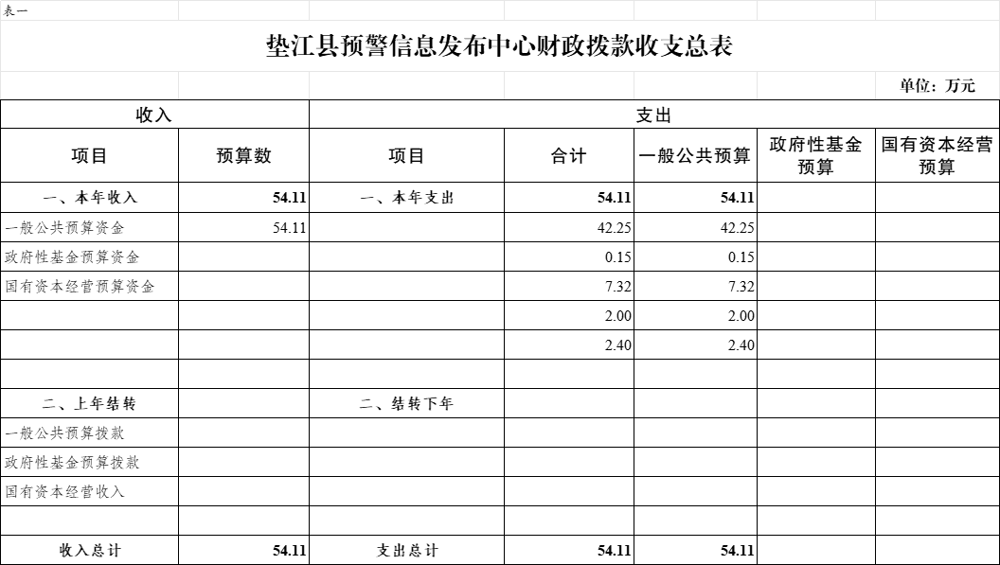 表一
垫江县预警信息发布中心财政拨款收支总表
单位：万元
收入 支出
项目 预算数 项目 合计 一般公共预算 政府性基金预算 国有资本经营预算
一、本年收入 54.11 一、本年支出 54.11 54.11
一般公共预算资金 54.11 42.25 42.25
政府性基金预算资金 0.15 0.15
国有资本经营预算资金 7.32 7.32
2.00 2.00
2.40 2.40
二、上年结转 二、结转下年
一般公共预算拨款
政府性基金预算拨款
国有资本经营收入
收入总计 54.11 支出总计 54.11 54.11